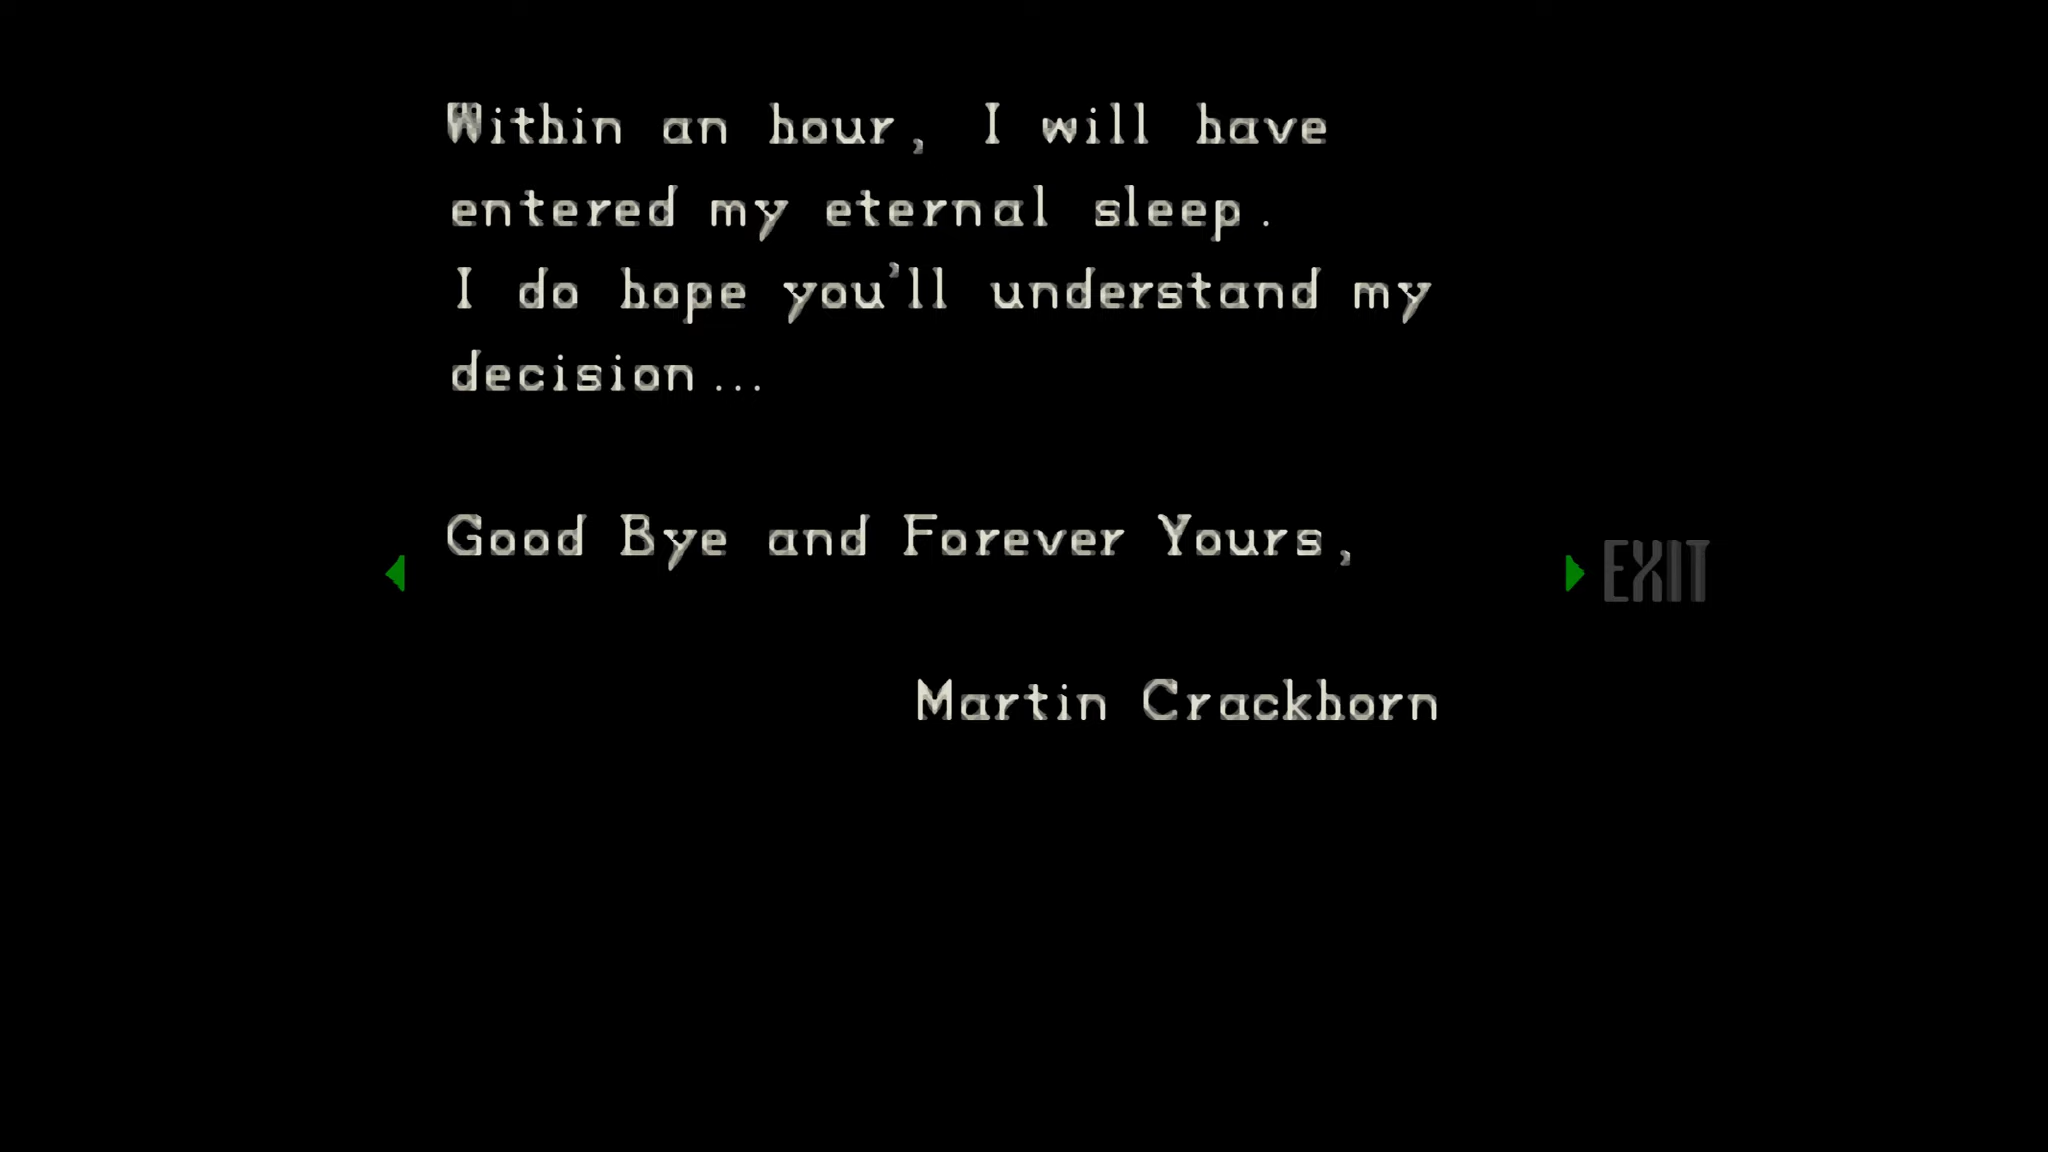 Within an hour, I will have
entered my eternal sleep.
I do hope you'll understand my
decision...
Good Bye and Forever Yours,
EXIT
Martin Crackhorn